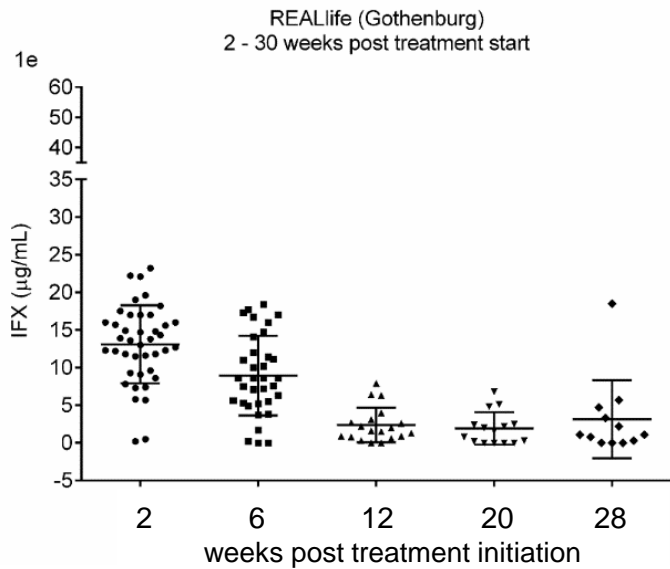 REALlife (Gothenburg)
2 - 30 weeks post treatment start
1e
60
50
40
35
30
25
20
15
10
5
0
-5
IFX (µg/mL)
2 6 12 20 28
weeks post treatment initiation